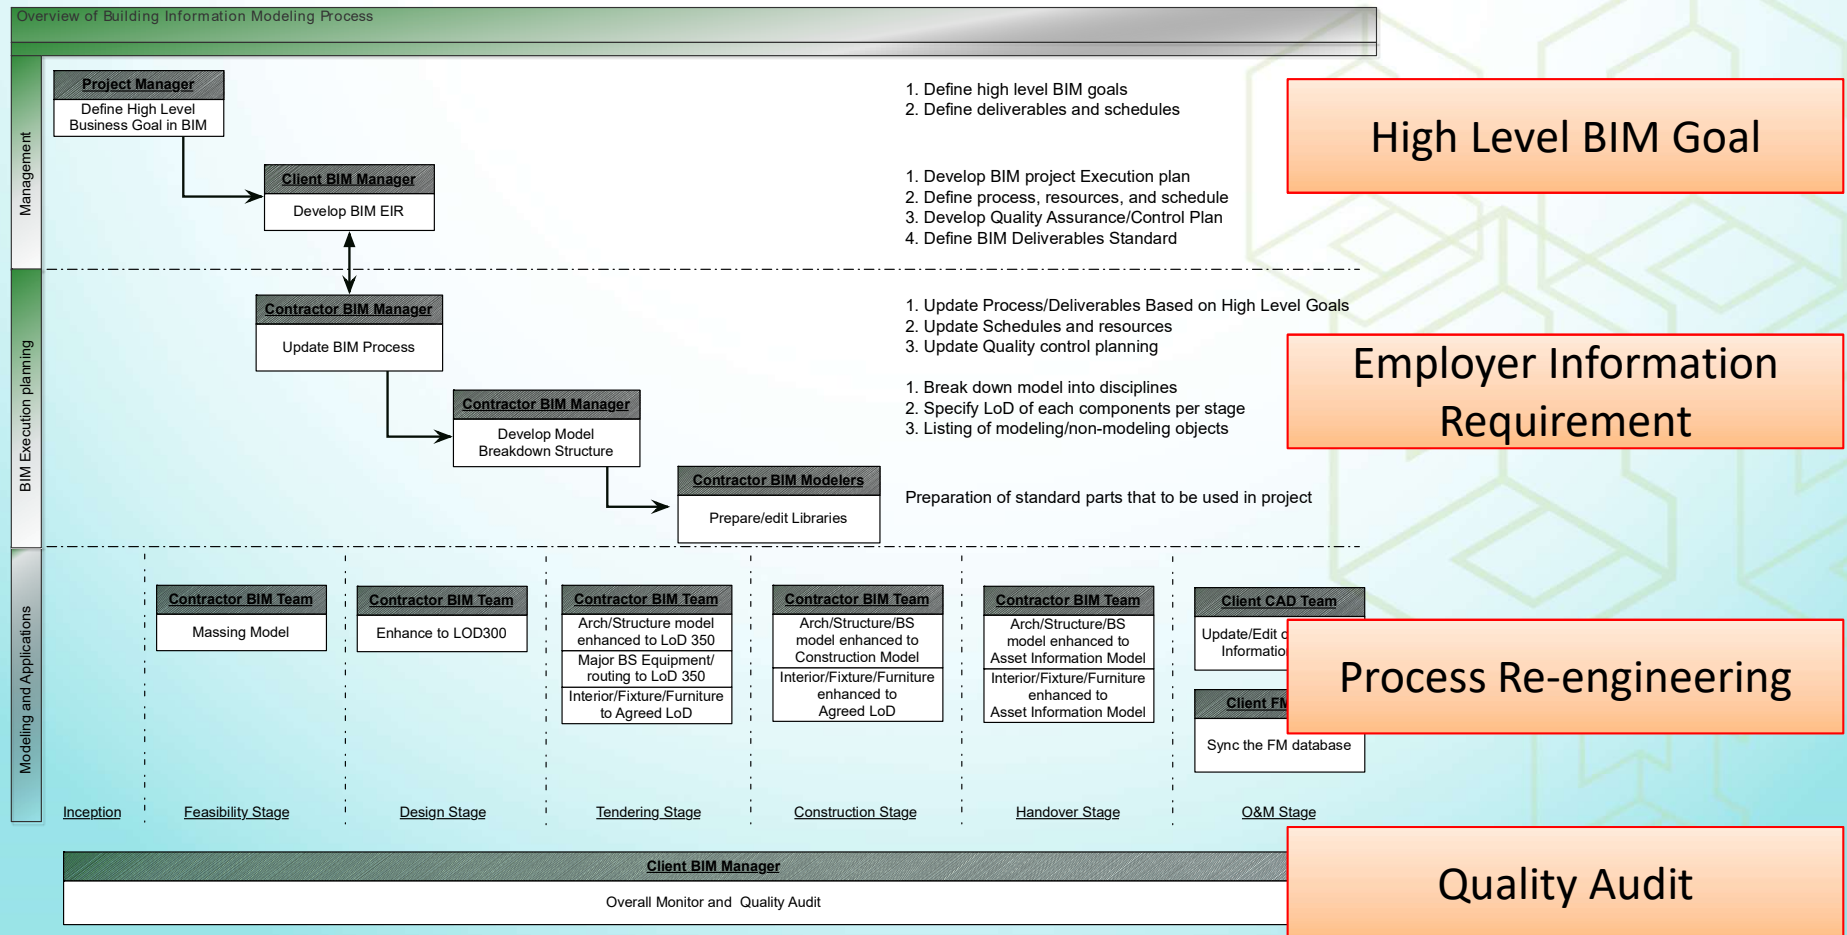 Overview of Building Information Modeling Process
Management
Project Manager
Define High Level
Business Goal in BIM
1. Define high level BIM goals
2. Define deliverables and schedules
High Level BIM Goal
Client BIM Manager
Develop BIM EIR
1. Develop BIM project Execution plan
2. Define process, resources, and schedule
3. Develop Quality Assurance/Control Plan
4. Define BIM Deliverables Standard
BIM Execution planning
Contractor BIM Manager
Update BIM Process
1. Update Process/Deliverables Based on High Level Goals
2. Update Schedules and resources
3. Update Quality control planning
Employer Information
Requirement
Contractor BIM Manager
Develop Model
Breakdown Structure
1. Break down model into disciplines
2. Specify LoD of each components per stage
3. Listing of modeling/non-modeling objects
Contractor BIM Modelers
Prepare/edit Libraries
Preparation of standard parts that to be used in project
Modeling and Applications
Contractor BIM Team
Massing Model
Contractor BIM Team
Enhance to LOD300
Contractor BIM Team
Arch/Structure model
enhanced to LoD 350
Major BS Equipment/
routing to LoD 350
Interior/Fixture/Furniture
to Agreed LoD
Contractor BIM Team
Arch/Structure/BS
model enhanced to
Construction Model
Interior/Fixture/Furniture
enhanced to
Agreed LoD
Contractor BIM Team
Arch/Structure/BS
model enhanced to
Asset Information Model
Interior/Fixture/Furniture
enhanced to
Asset Information Model
Client CAD Team
Update/Edit
Information
Client
Sync the FM database
Process Re-engineering
Inception
Feasibility Stage
Design Stage
Tendering Stage
Construction Stage
Handover Stage
O&M Stage
Client BIM Manager
Overall Monitor and Quality Audit
Quality Audit